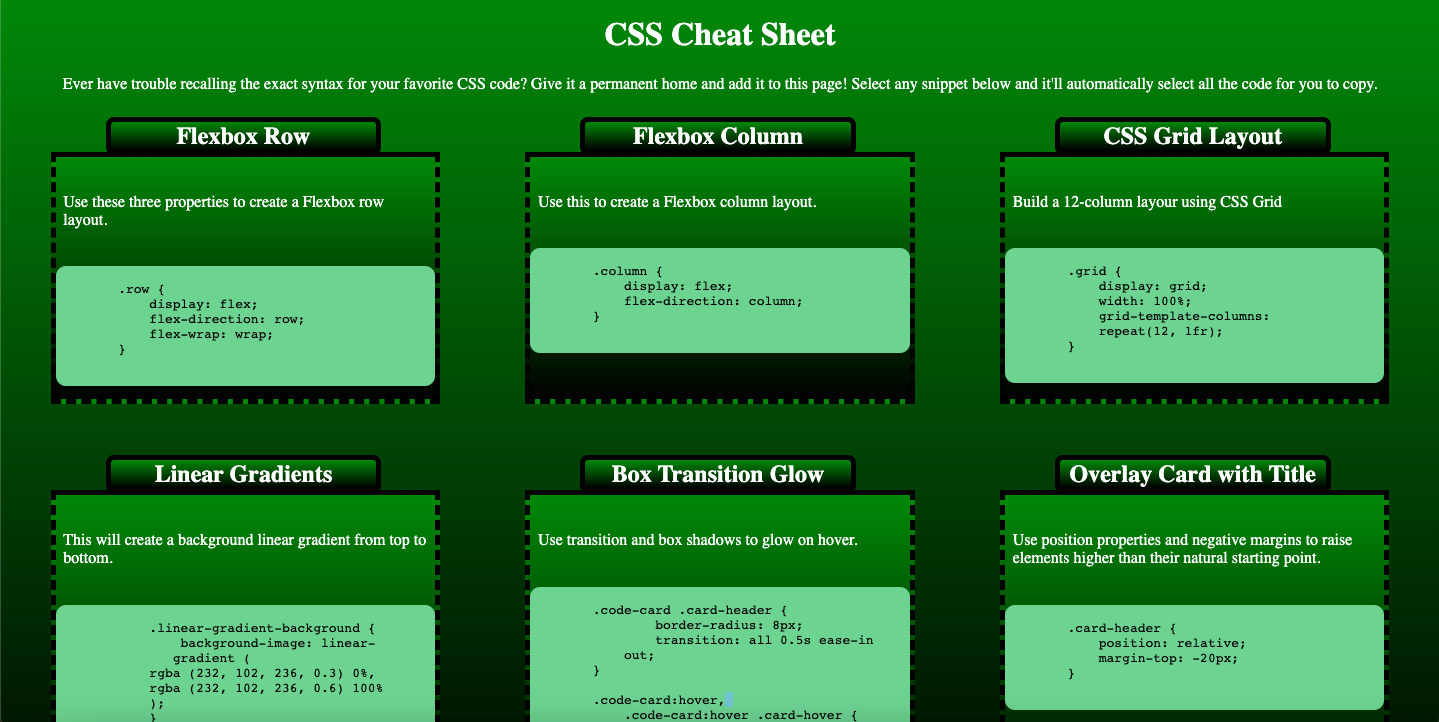 CSS Cheat Sheet
Ever have trouble recalling the exact syntax for your favorite CSS code? Give it a permanent home and add it to this page! Select any snippet below and it'll automatically select all the code for you to copy.
Flexbox Row
Use these three properties to create a Flexbox row
layout.
.row {
display: flex;
flex-direction: row;
flex-wrap: wrap;
}
Flexbox Column
Use this to create a Flexbox column layout.
.column {
display: flex;
flex-direction: column;
}
CSS Grid Layout
Build a 12-column layour using CSS Grid
.grid {
display: grid;
width: 100%;
grid-template-columns:
repeat(12, 1fr);
}
Linear Gradients
This will create a background linear gradient from top to
bottom.
.linear-gradient-background {
background-image: linear-
gradient (
rgba (232, 102, 236, 0.3) 0%,
rgba (232, 102, 236, 0.6) 100%
);
}
Box Transition Glow
Use transition and box shadows to glow on hover.
.code-card .card-header {
border-radius: 8px;
transition: all 0.5s ease-in
out;
}
.code-card:hover,
.code-card:hover .card-hover {
Overlay Card with Title
Use position properties and negative margins to raise
elements higher than their natural starting point.
.card-header {
position: relative;
margin-top: -20px;
}